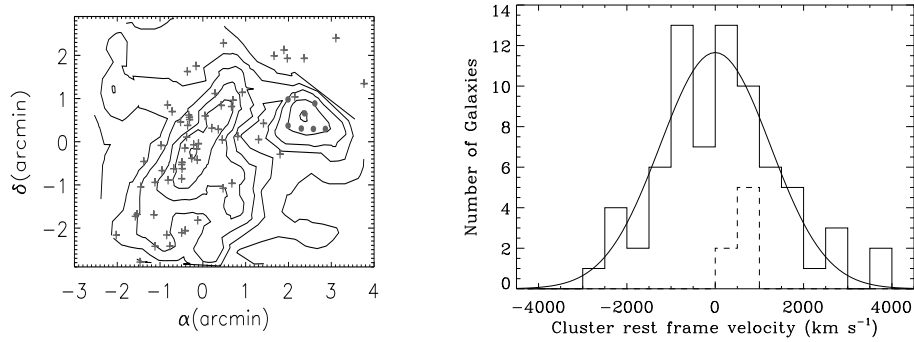 2
1
0
−1
−2
δ(arcmin)
−3 −2 −1 0 1 2 3 4
α(arcmin)
14
12
10
8
6
4
2
0
Number of Galaxies
−4000 −2000 0 2000 4000
Cluster rest frame velocity (km s⁻¹)